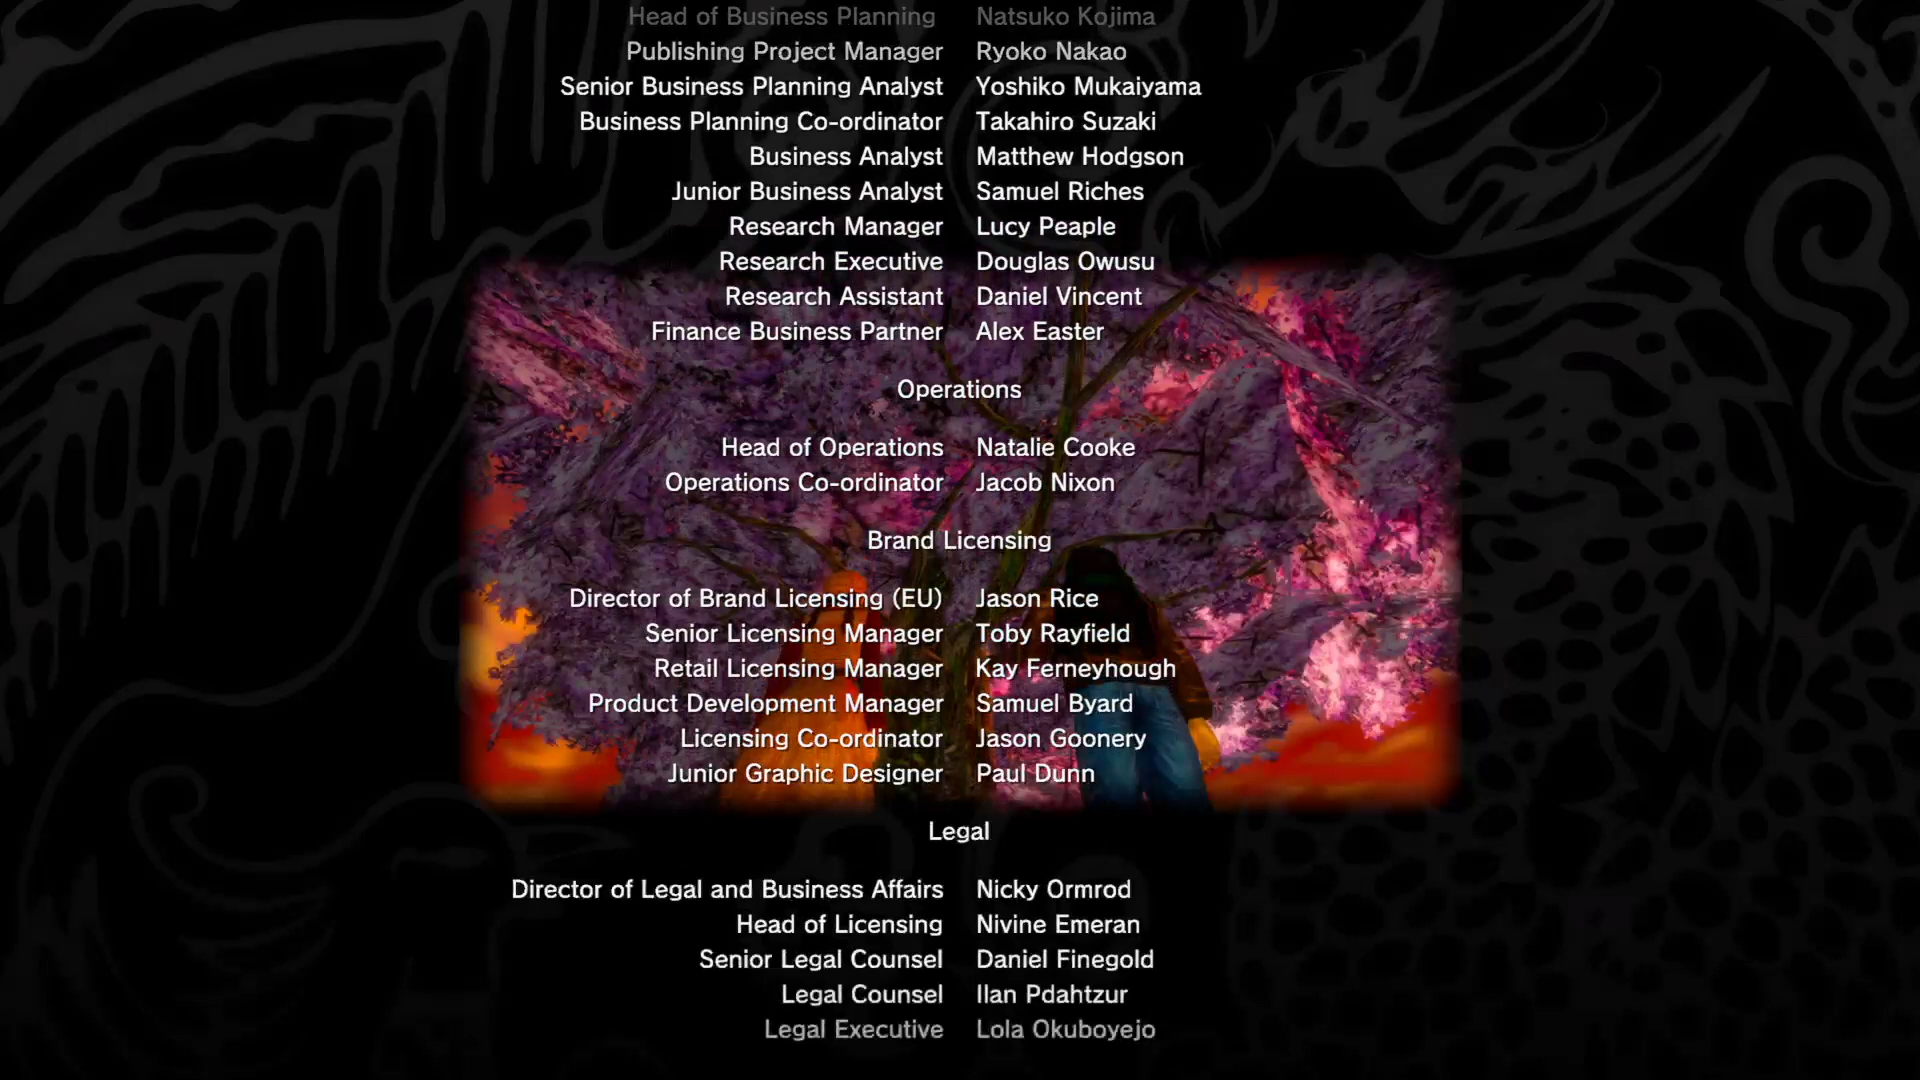 Head of Business Planning Natsuko Kojima
Publishing Project Manager Ryoko Nakao
Senior Business Planning Analyst Yoshiko Mukaiyama
Business Planning Co-ordinator Takahiro Suzaki
Business Analyst Matthew Hodgson
Junior Business Analyst Samuel Riches
Research Manager Lucy Peaple
Research Executive Douglas Owusu
Research Assistant Daniel Vincent
Finance Business Partner Alex Easter
Operations
Head of Operations Natalie Cooke
Operations Co-ordinator Jacob Nixon
Brand Licensing
Director of Brand Licensing (EU) Jason Rice
Senior Licensing Manager Toby Rayfield
Retail Licensing Manager Kay Ferneyhough
Product Development Manager Samuel Byard
Licensing Co-ordinator Jason Goonery
Junior Graphic Designer Paul Dunn
Legal
Director of Legal and Business Affairs Nicky Ormrod
Head of Licensing Nivine Emeran
Senior Legal Counsel Daniel Finegold
Legal Counsel Ilan Pdahtzur
Legal Executive Lola Okuboyejo